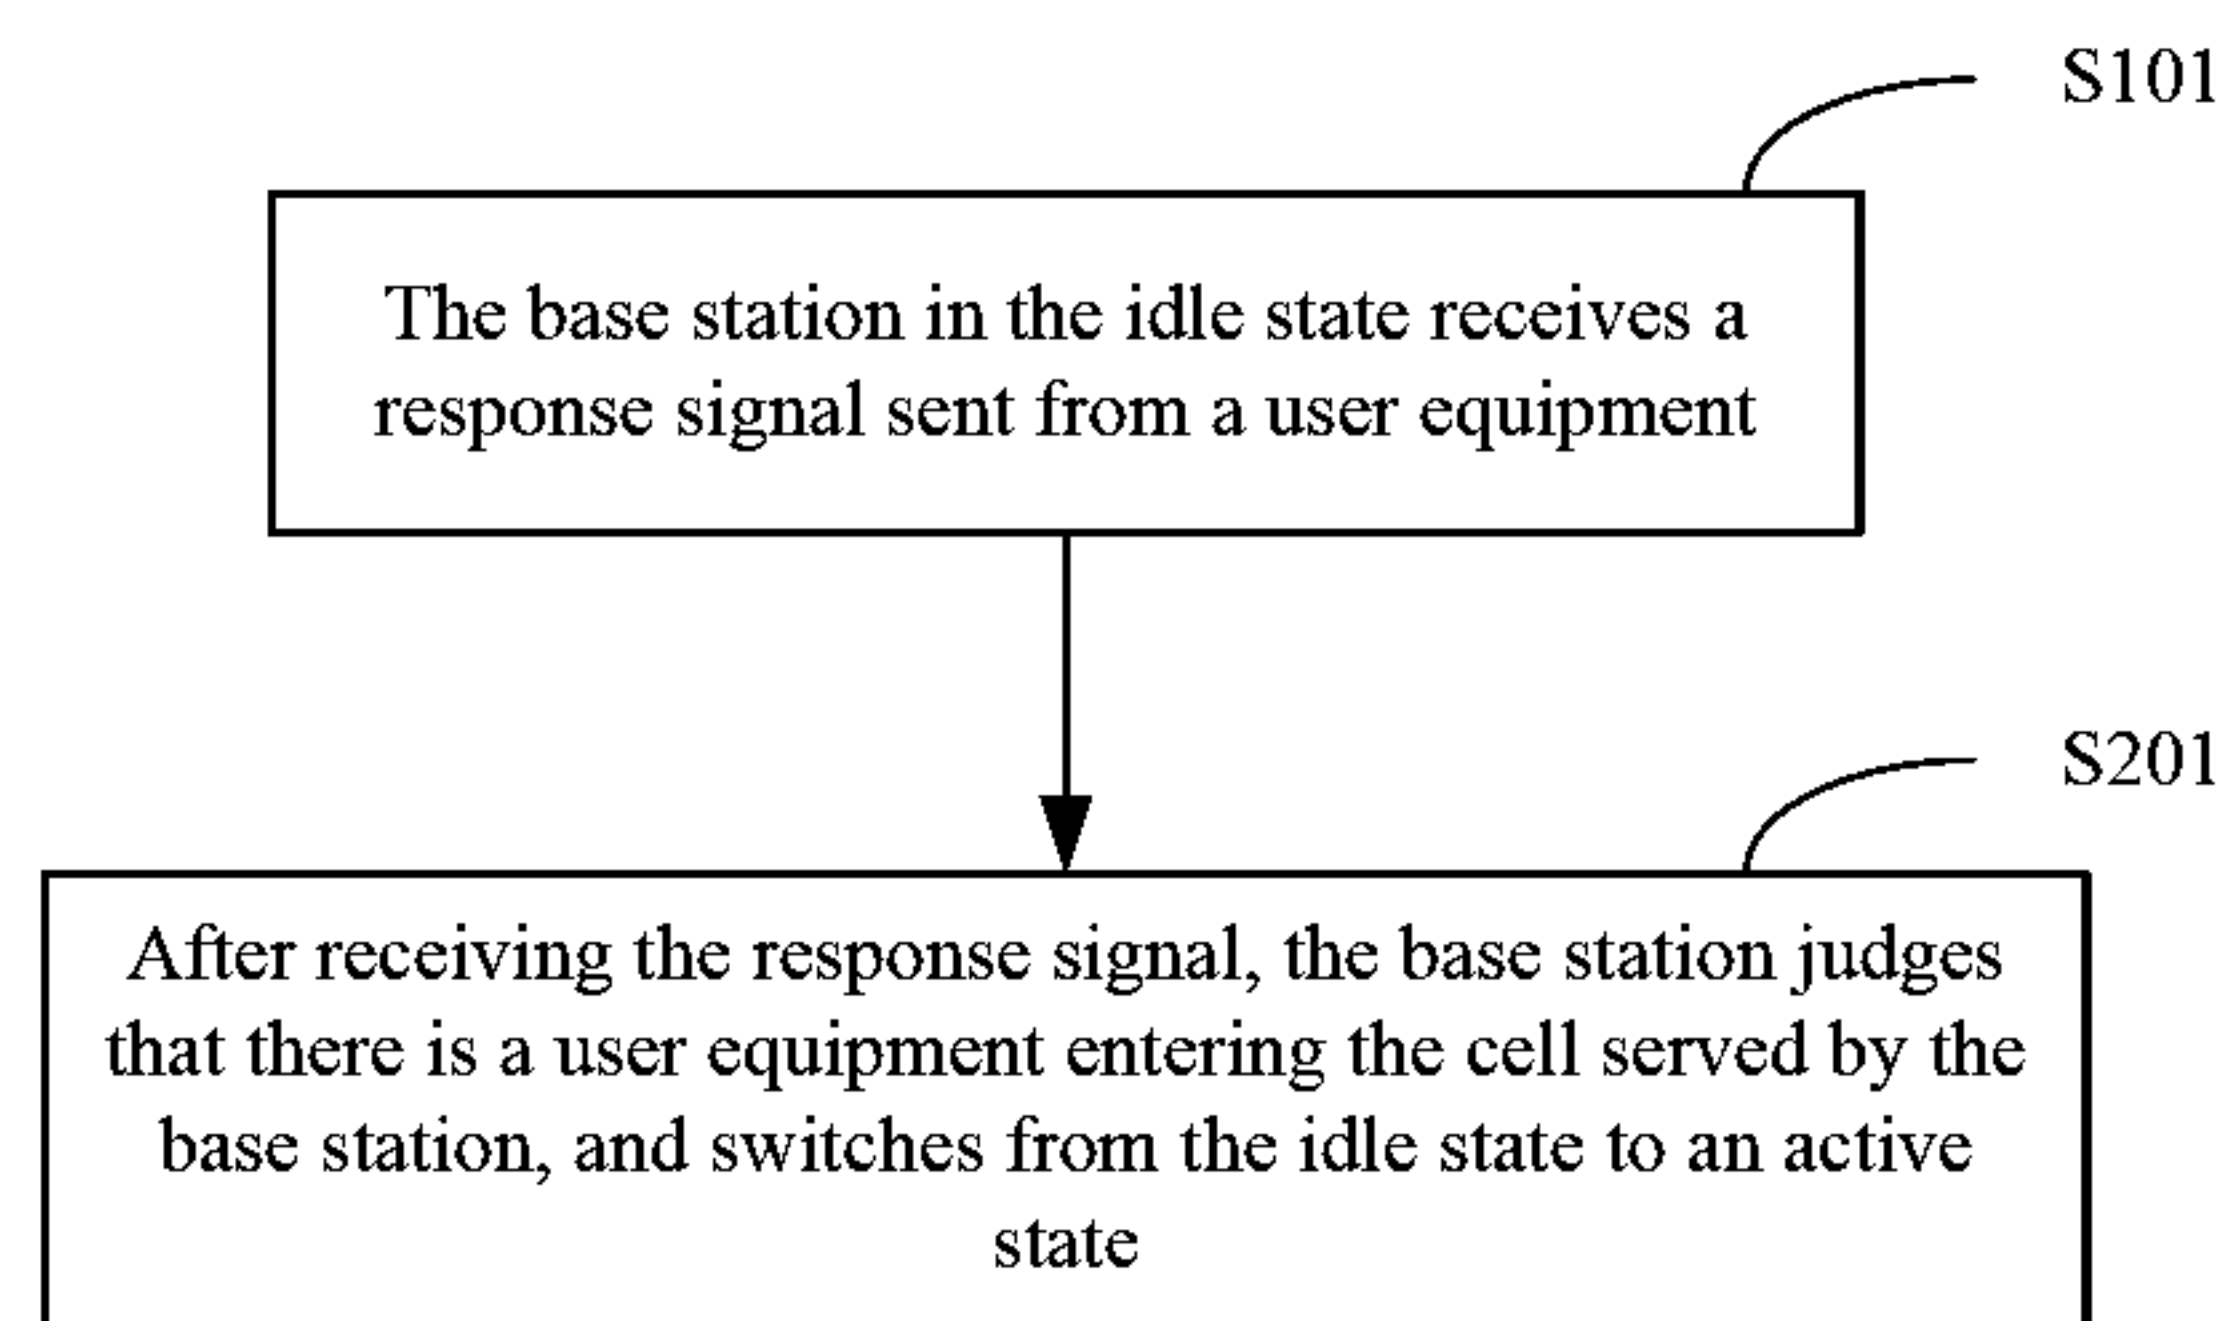 S101
The base station in the idle state receives a
response signal sent from a user equipment
S201
After receiving the response signal, the base station judges
that there is a user equipment entering the cell served by the
base station, and switches from the idle state to an active
state